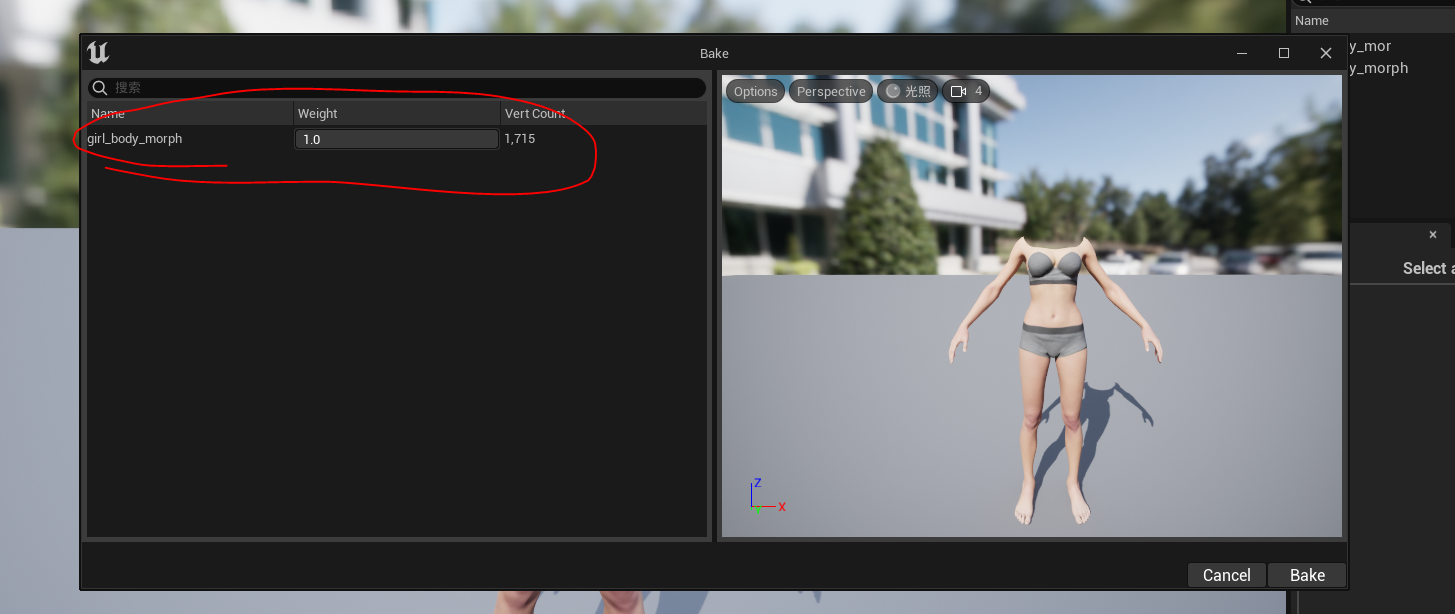 Name
Bake
y_mor
y_morph
搜索
Options
Perspective
光照
4
Name
Weight
Vert Count
girl_body_morph
1.0
1,715
×
Select a
Z
X
Cancel
Bake